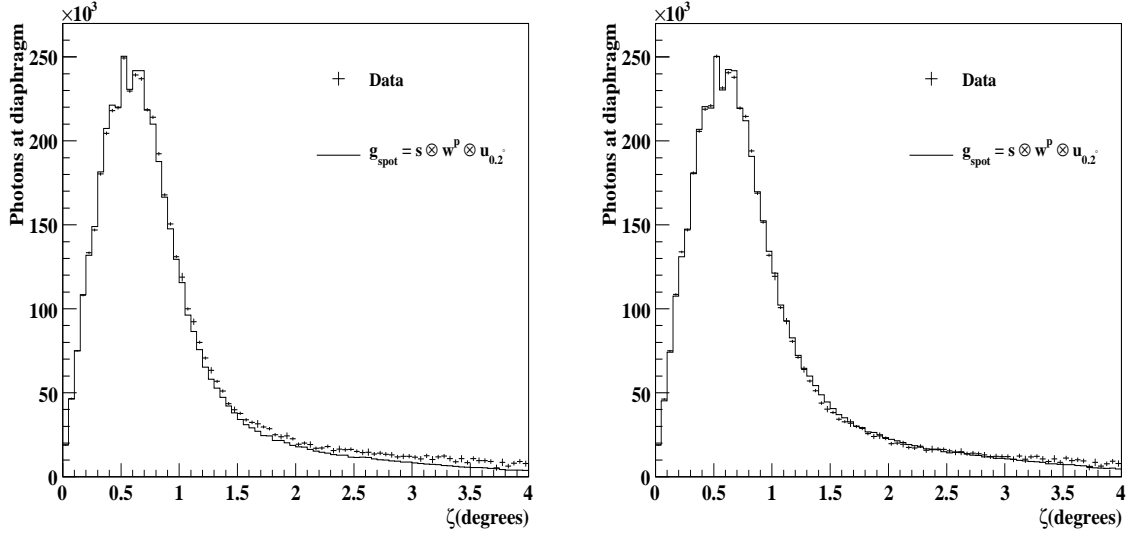 ×10³
Photons at diaphragm
250
200
150
100
50
0
0 0.5 1 1.5 2 2.5 3 3.5 4
ζ(degrees)
Data
g_spot = s ⊗ w^p ⊗ u_0.2°
×10³
Photons at diaphragm
250
200
150
100
50
0
0 0.5 1 1.5 2 2.5 3 3.5 4
ζ(degrees)
Data
g_spot = s ⊗ w^p ⊗ u_0.2°